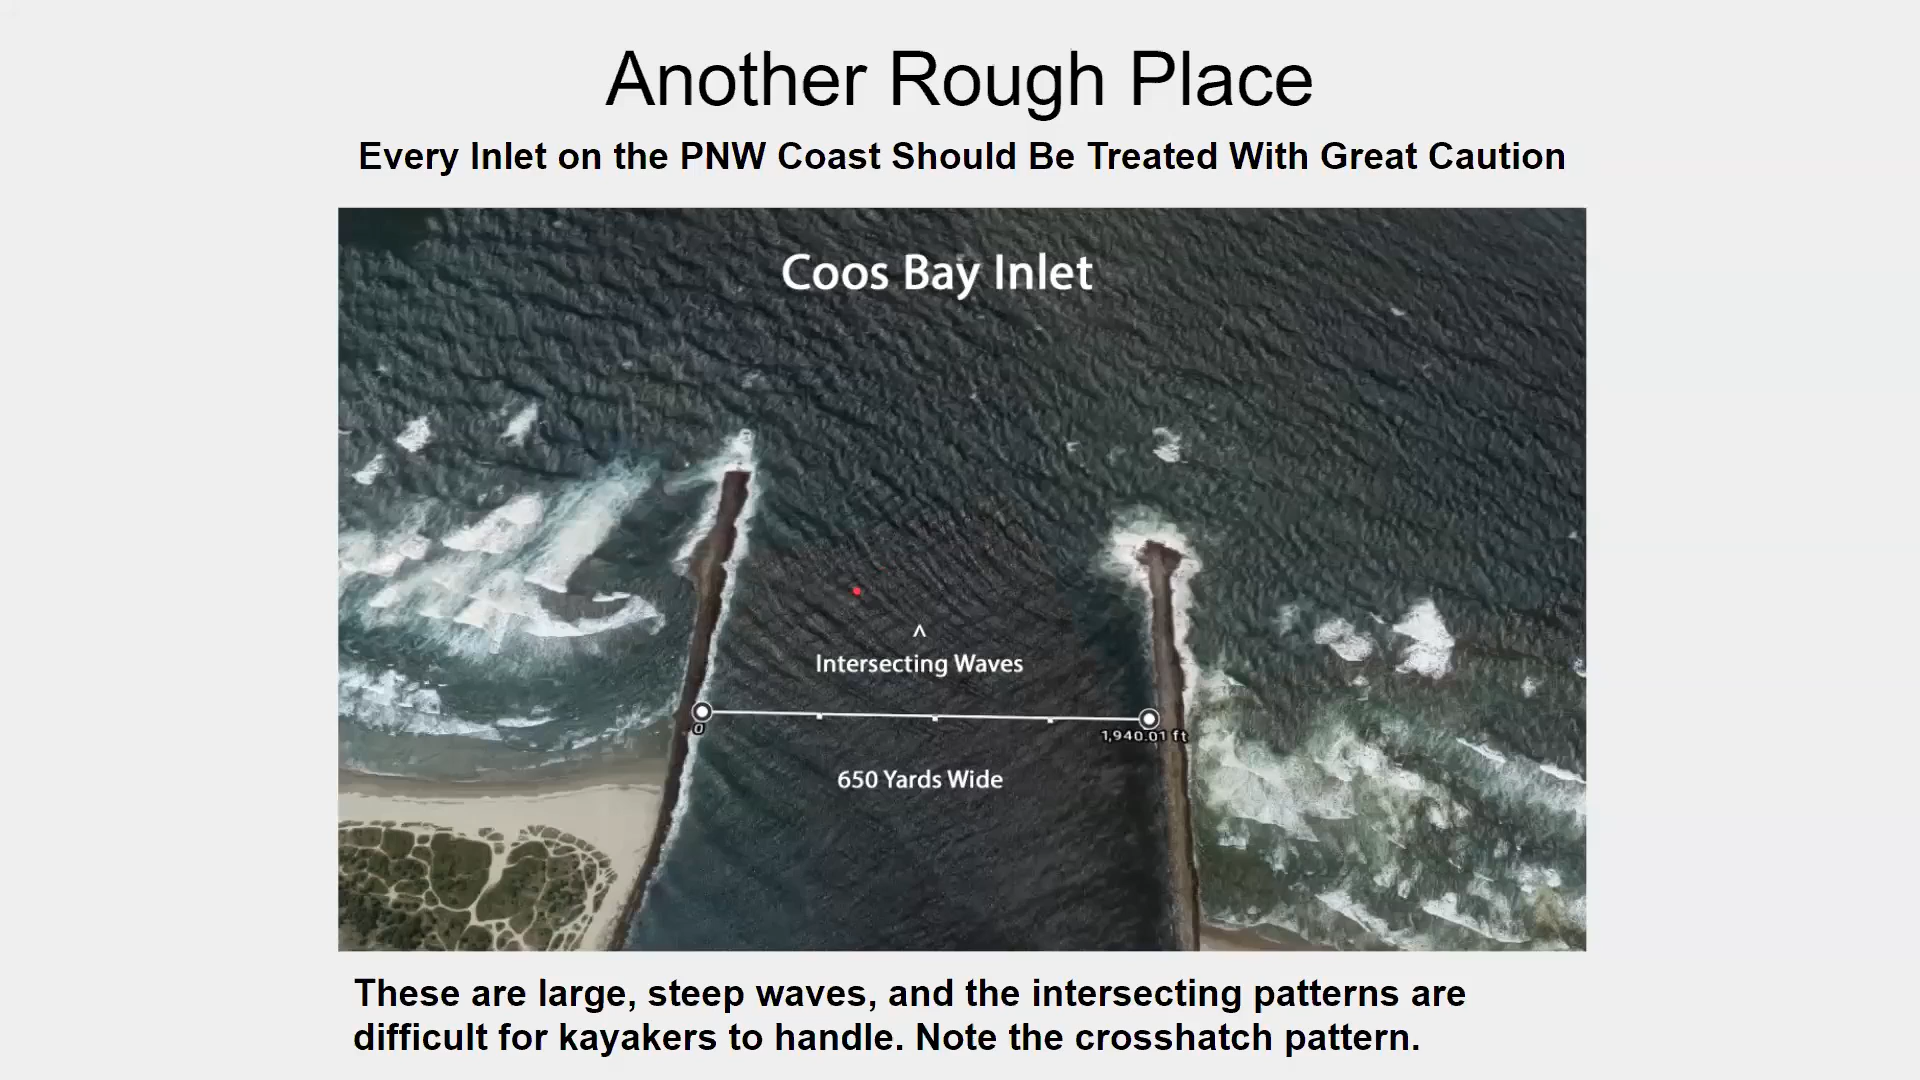 Another Rough Place
Every Inlet on the PNW Coast Should Be Treated With Great Caution
Coos Bay Inlet
^
Intersecting Waves
0
1,940.01 ft
650 Yards Wide
These are large, steep waves, and the intersecting patterns are
difficult for kayakers to handle. Note the crosshatch pattern.